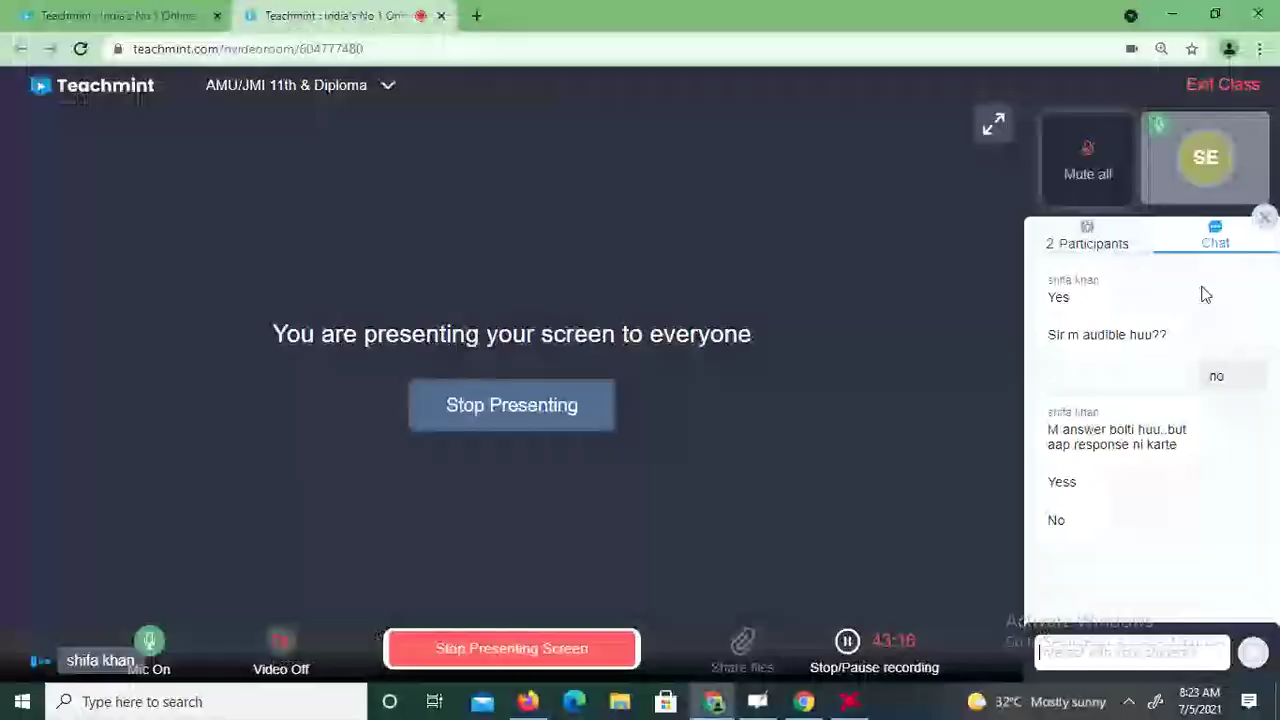 Teachmint : India's No 1 Online
Teachmint : India's No 1 Onl
teachmint.com/nvideoroom/604777480
Teachmint
AMU/JMI 11th & Diploma
Exit Class
Mute all
SE
2 Participants
Chat
shifa khan
Yes
Sir m audible huu??
no
shifa khan
M answer bolti huu..but
aap response ni karte
Yess
No
You are presenting your screen to everyone
Stop Presenting
Activate Windows
shifa khan
Mic On
Video Off
Stop Presenting Screen
Share files
43:16
Stop/Pause recording
Type here to search
32°C Mostly sunny
8:23 AM
7/5/2021